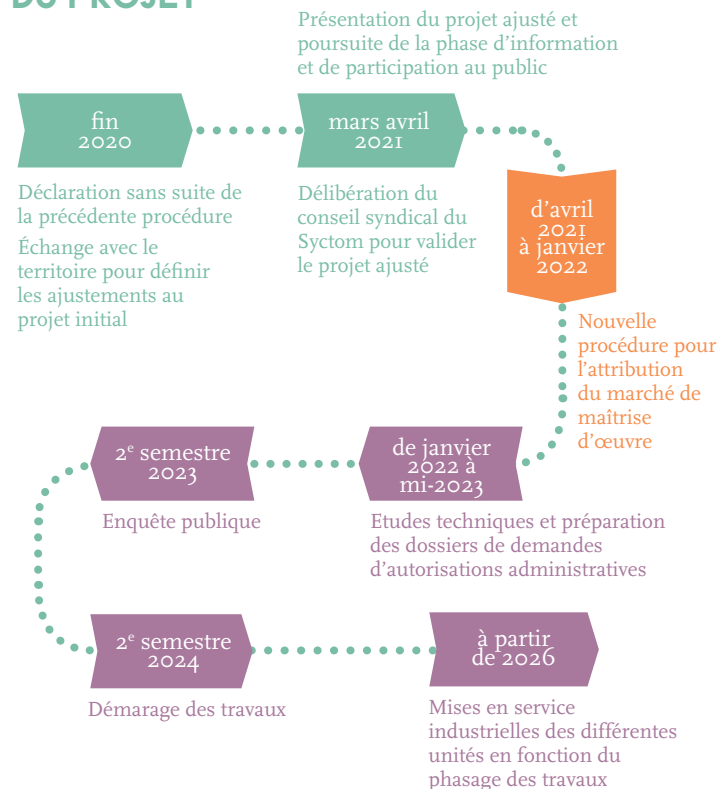 DU PROJET
Présentation du projet ajusté et
poursuite de la phase d’information
et de participation au public
fin
2020
mars avril
2021
Déclaration sans suite de
la précédente procédure
Échange avec le
territoire pour définir
les ajustements au
projet initial
Délibération du
conseil syndical du
Syctom pour valider
le projet ajusté
d’avril
2021
à janvier
2022
Nouvelle
procédure pour
l’attribution
du marché de
maîtrise
d’œuvre
de janvier
2022 à
mi-2023
Etudes techniques et préparation
des dossiers de demandes
d’autorisations administratives
2e semestre
2023
Enquête publique
2e semestre
2024
Démarage des travaux
à partir
de 2026
Mises en service
industrielles des différentes
unités en fonction du
phasage des travaux